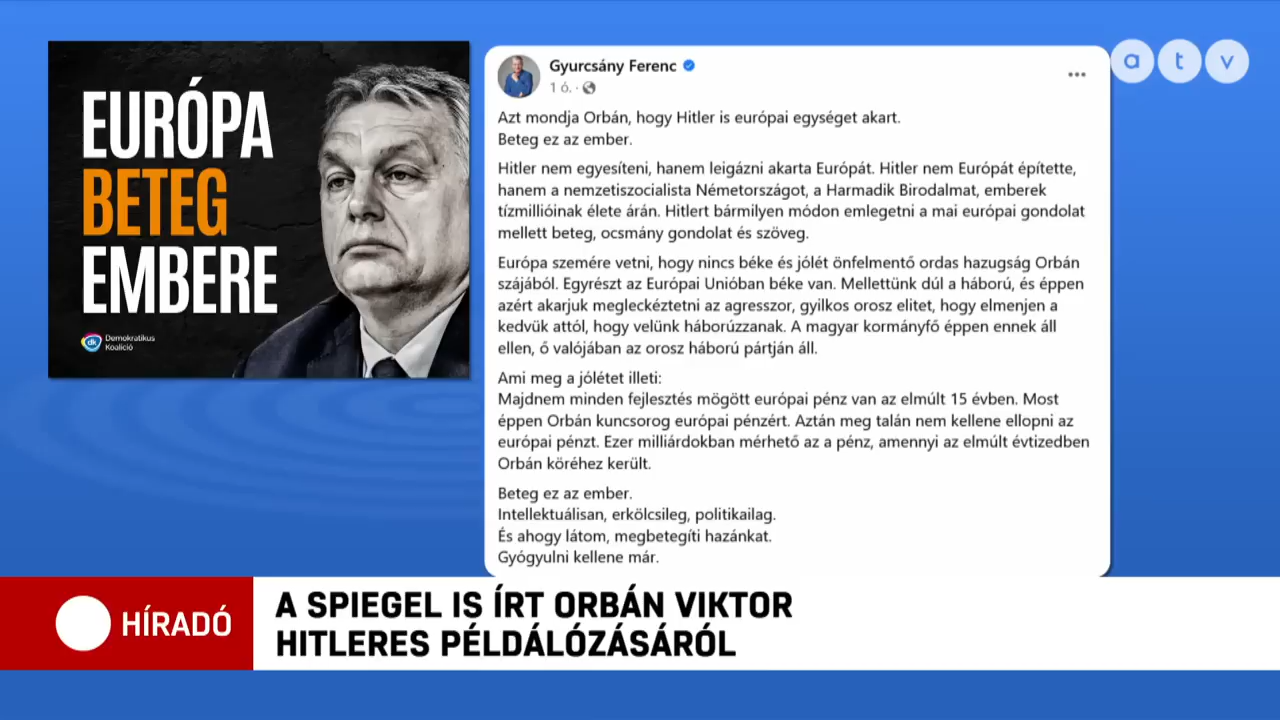 EURÓPA
BETEG
EMBERE
dk Demokratikus
Koalíció
Gyurcsány Ferenc
1 ó.
Azt mondja Orbán, hogy Hitler is európai egységet akart.
Beteg ez az ember.
Hitler nem egyesíteni, hanem leigázni akarta Európát. Hitler nem Európát építette,
hanem a nemzetiszocialista Németországot, a Harmadik Birodalmat, emberek
tízmillióinak élete árán. Hitlert bármilyen módon emlegetni a mai európai gondolat
mellett beteg, ocsmány gondolat és szöveg.
Európa szemére vetni, hogy nincs béke és jólét önfelmentő ordas hazugság Orbán
szájából. Egyrészt az Európai Unióban béke van. Mellettünk dúl a háború, és éppen
azért akarjuk megleckéztetni az agresszor, gyilkos orosz elitet, hogy elmenjen a
kedvük attól, hogy velünk háborúzzanak. A magyar kormányfő éppen ennek áll
ellen, ő valójában az orosz háború pártján áll.
Ami meg a jólétet illeti:
Majdnem minden fejlesztés mögött európai pénz van az elmúlt 15 évben. Most
éppen Orbán kuncsorog európai pénzért. Aztán meg talán nem kellene ellopni az
európai pénzt. Ezer milliárdokban mérhető az a pénz, amennyi az elmúlt évtizedben
Orbán köréhez került.
Beteg ez az ember.
Intellektuálisan, erkölcsileg, politikailag.
És ahogy látom, megbetegíti hazánkat.
Gyógyulni kellene már.
a t v
HÍRADÓ
A SPIEGEL IS ÍRT ORBÁN VIKTOR
HITLERES PÉLDÁLÓZÁSÁRÓL